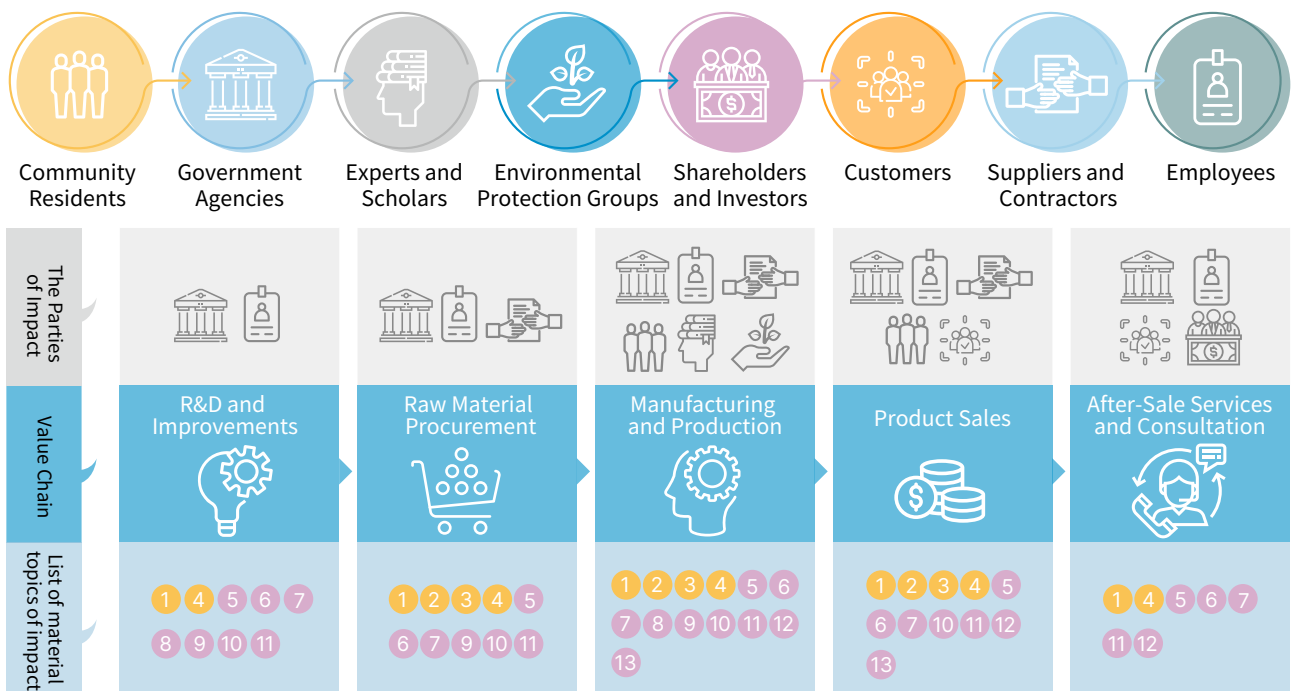 Community
Residents
Government
Agencies
Experts and
Scholars
Environmental
Protection Groups
Shareholders
and Investors
Customers
Suppliers and
Contractors
Employees
The Parties
of Impact
$
$
Value Chain
R&D and
Improvements
Raw Material
Procurement
Manufacturing
and Production
Product Sales
$
After-Sale Services
and Consultation
List of material
topics of impact
1 4 5 6 7
8 9 10 11
1 2 3 4 5
6 7 9 10 11
1 2 3 4 5 6
7 8 9 10 11 12
13
1 2 3 4 5
6 7 10 11 12
13
1 4 5 6 7
11 12